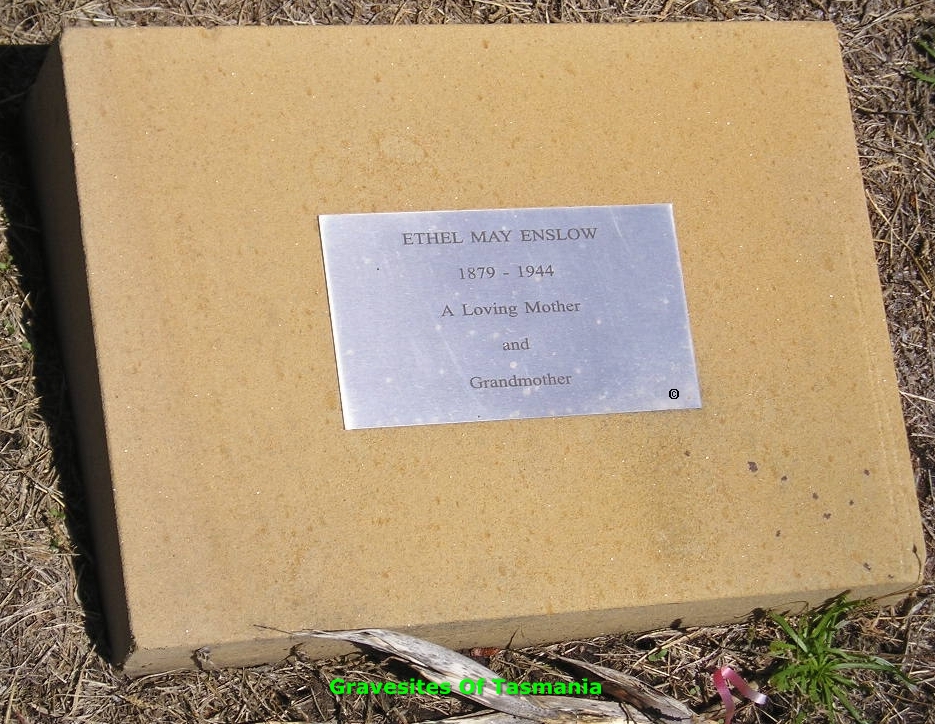 ETHEL MAY ENSLOW
1879 - 1944
A Loving Mother
and
Grandmother
©
Gravesites Of Tasmania